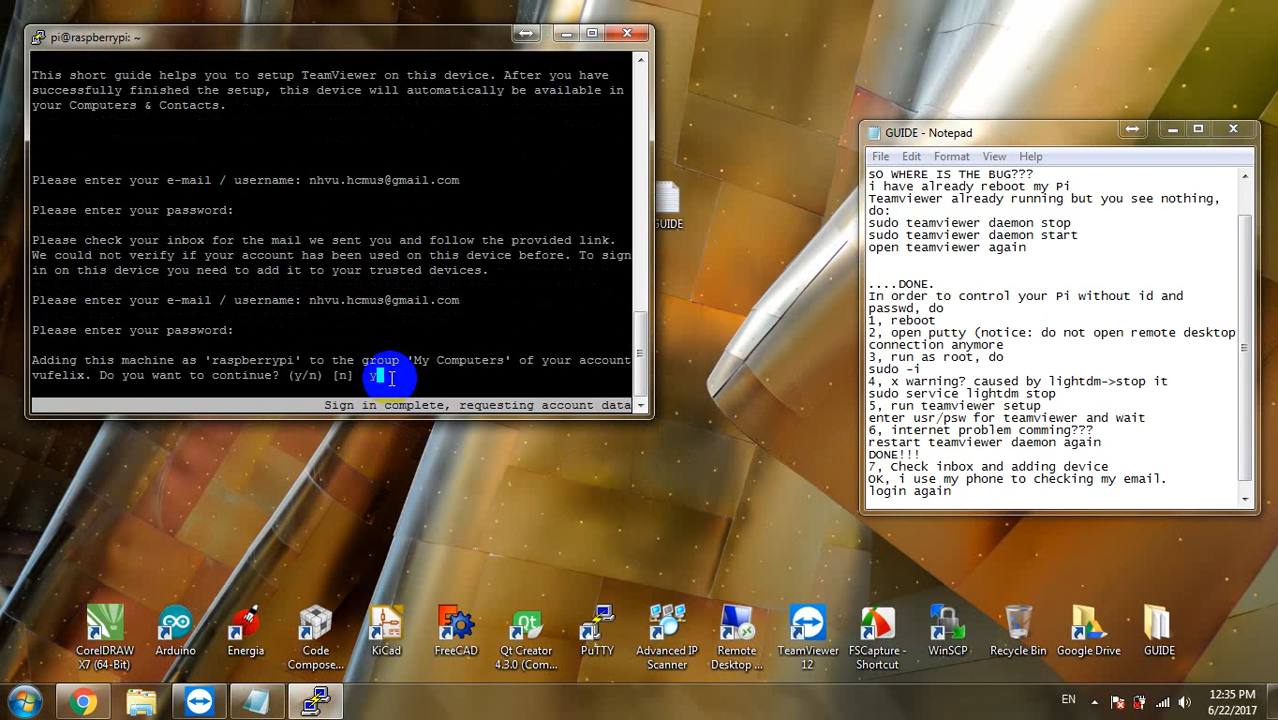 pi@raspberrypi: ~
This short guide helps you to setup TeamViewer on this device. After you have
successfully finished the setup, this device will automatically be available in
your Computers & Contacts.
Please enter your e-mail / username: nhvu.hcmus@gmail.com
Please enter your password:
Please check your inbox for the mail we sent you and follow the provided link.
We could not verify if your account has been used on this device before. To sign
in on this device you need to add it to your trusted devices.
Please enter your e-mail / username: nhvu.hcmus@gmail.com
Please enter your password:
Adding this machine as 'raspberrypi' to the group 'My Computers' of your account
vufelix. Do you want to continue? (y/n) [n] y
Sign in complete, requesting account data
GUIDE
GUIDE - Notepad
File Edit Format View Help
sO WHERE IS THE BUG???
i have already reboot my Pi
Teamviewer already running but you see nothing,
do:
sudo teamviewer daemon stop
sudo teamviewer daemon start
open teamviewer again
....DONE.
In order to control your Pi without id and
passwd, do
1, reboot
2, open putty (notice: do not open remote desktop
connection anymore
3, run as root, do
sudo -i
4, x warning? caused by lightdm->stop it
sudo service lightdm stop
5, run teamviewer setup
enter usr/psw for teamviewer and wait
6, internet problem comming???
restart teamviewer daemon again
DONE!!!
7, Check inbox and adding device
OK, i use my phone to checking my email.
login again
CorelDRAW
X7 (64-Bit)
Arduino
Energia
Code
Compose...
KiCad
FreeCAD
Qt Creator
4.3.0 (Com...
PuTTY
Advanced IP
Scanner
Remote
Desktop ...
TeamViewer
12
FSCapture -
Shortcut
WinSCP
Recycle Bin
Google Drive
GUIDE
EN
12:35 PM
6/22/2017